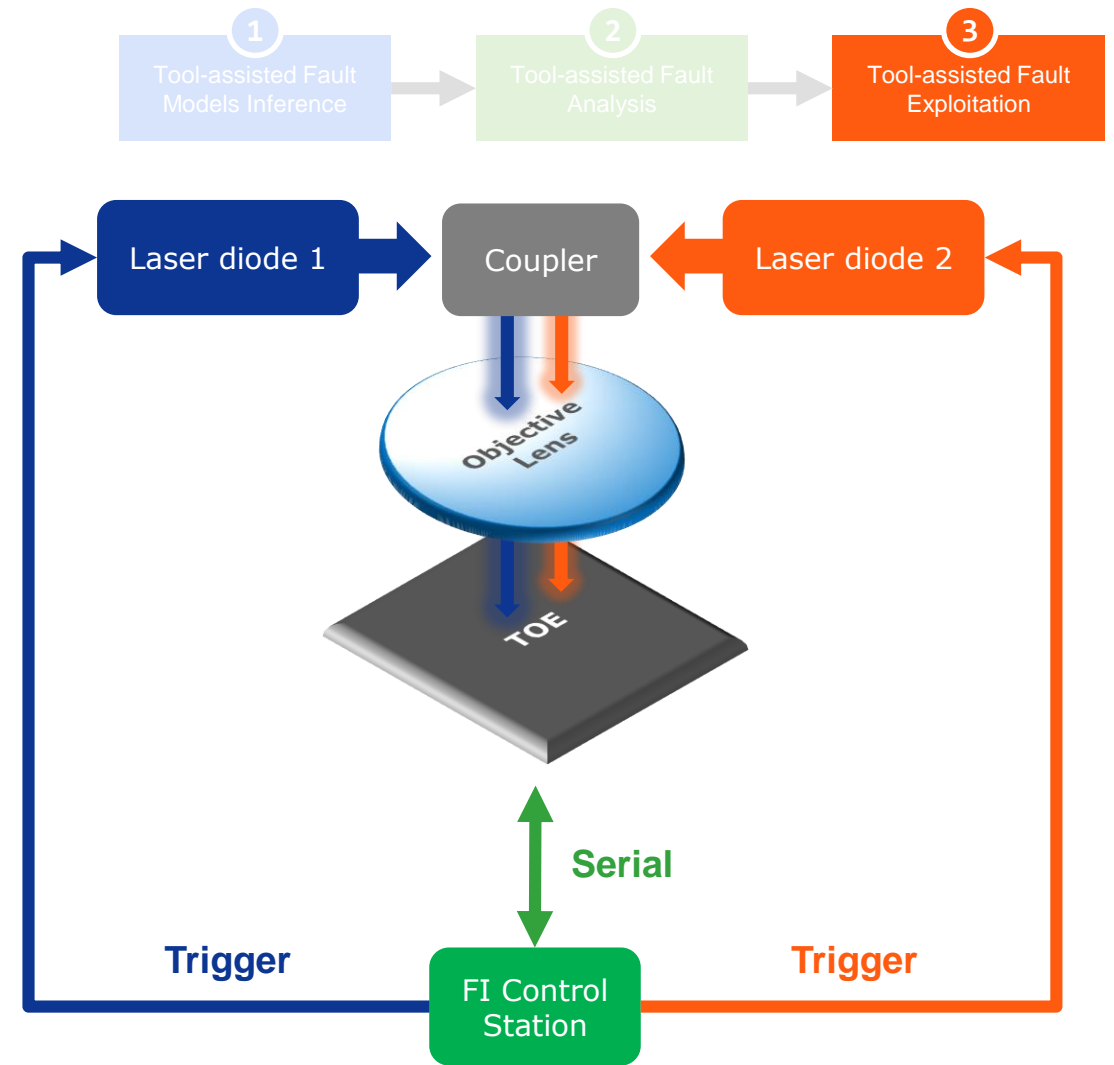 1
Tool-assisted Fault
Models Inference
2
Tool-assisted Fault
Analysis
3
Tool-assisted Fault
Exploitation
Laser diode 1
Coupler
Laser diode 2
Objective
Lens
TOE
Serial
Trigger
Trigger
FI Control
Station